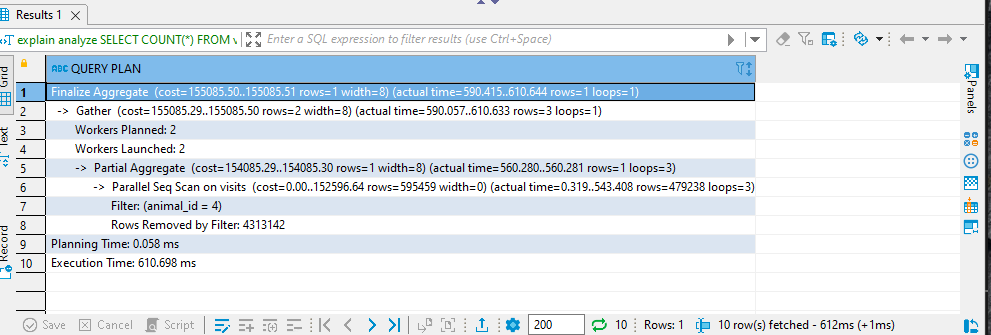 Results 1
explain analyze SELECT COUNT(*) FROM v
Enter a SQL expression to filter results (use Ctrl+Space)
Grid
Text
Record
Panels
ABC QUERY PLAN
1 Finalize Aggregate (cost=155085.50..155085.51 rows=1 width=8) (actual time=590.415..610.644 rows=1 loops=1)
2 -> Gather (cost=155085.29..155085.50 rows=2 width=8) (actual time=590.057..610.633 rows=3 loops=1)
3 Workers Planned: 2
4 Workers Launched: 2
5 -> Partial Aggregate (cost=154085.29..154085.30 rows=1 width=8) (actual time=560.280..560.281 rows=1 loops=3)
6 -> Parallel Seq Scan on visits (cost=0.00..152596.64 rows=595459 width=0) (actual time=0.319..543.408 rows=479238 loops=3)
7 Filter: (animal_id = 4)
8 Rows Removed by Filter: 4313142
9 Planning Time: 0.058 ms
10 Execution Time: 610.698 ms
Save Cancel Script 200 10 Rows: 1 10 row(s) fetched - 612ms (+1ms)